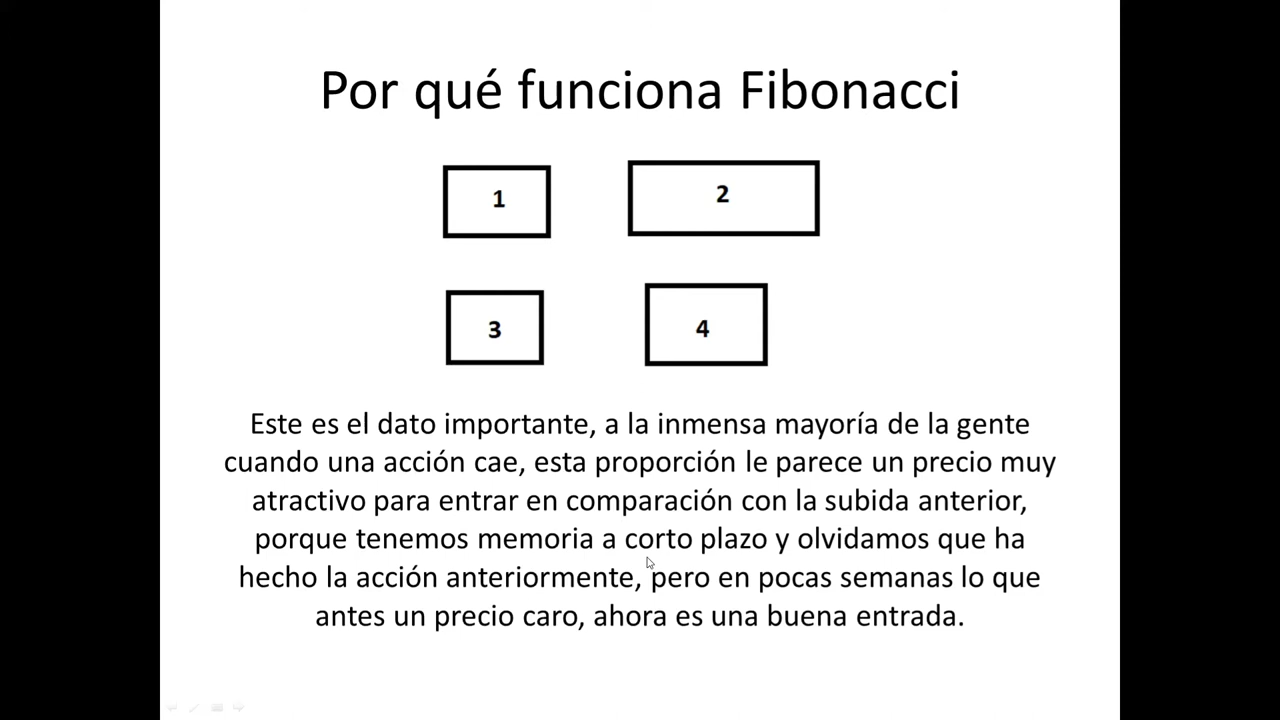 Por qué funciona Fibonacci
1
2
3
4
Este es el dato importante, a la inmensa mayoría de la gente
cuando una acción cae, esta proporción le parece un precio muy
atractivo para entrar en comparación con la subida anterior,
porque tenemos memoria a corto plazo y olvidamos que ha
hecho la acción anteriormente, pero en pocas semanas lo que
antes un precio caro, ahora es una buena entrada.